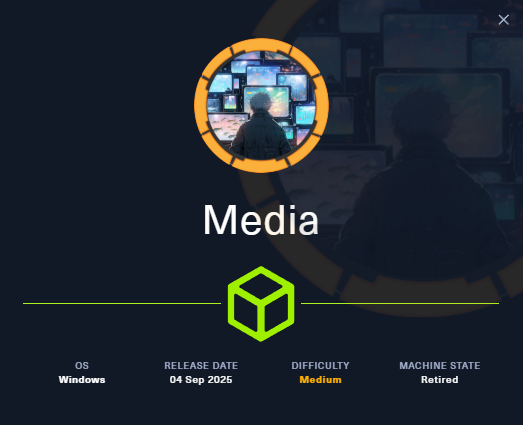 Media
OS
RELEASE DATE
DIFFICULTY
MACHINE STATE
Windows
04 Sep 2025
Medium
Retired